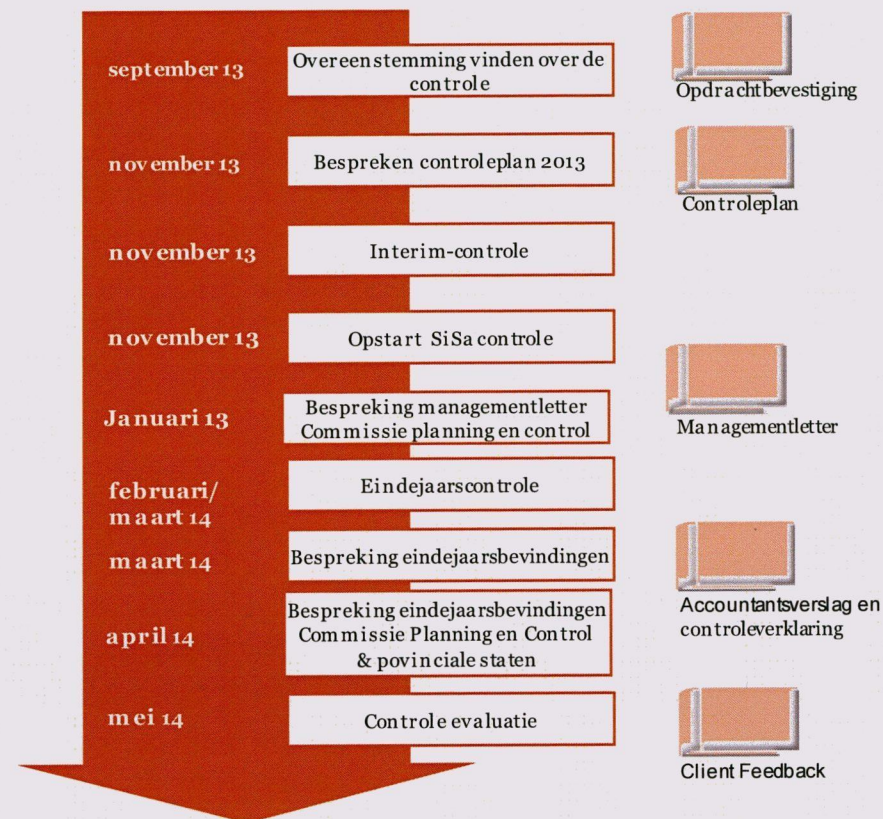 september 13
Overeenstemming vinden over de
controle
Opdrachtbevestiging
november 13
Bespreken controleplan 2013
Controleplan
november 13
Interim-controle
november 13
Opstart SiSa controle
Januari 13
Bespreking managementletter
Commissie planning en control
Managementletter
februari/
maart 14
Eindejaarscontrole
maart 14
Bespreking eindejaarsbevindingen
Accountantsverslag en
controleverklaring
april 14
Bespreking eindejaarsbevindingen
Commissie Planning en Control
& povinciale staten
mei 14
Controle evaluatie
Client Feedback